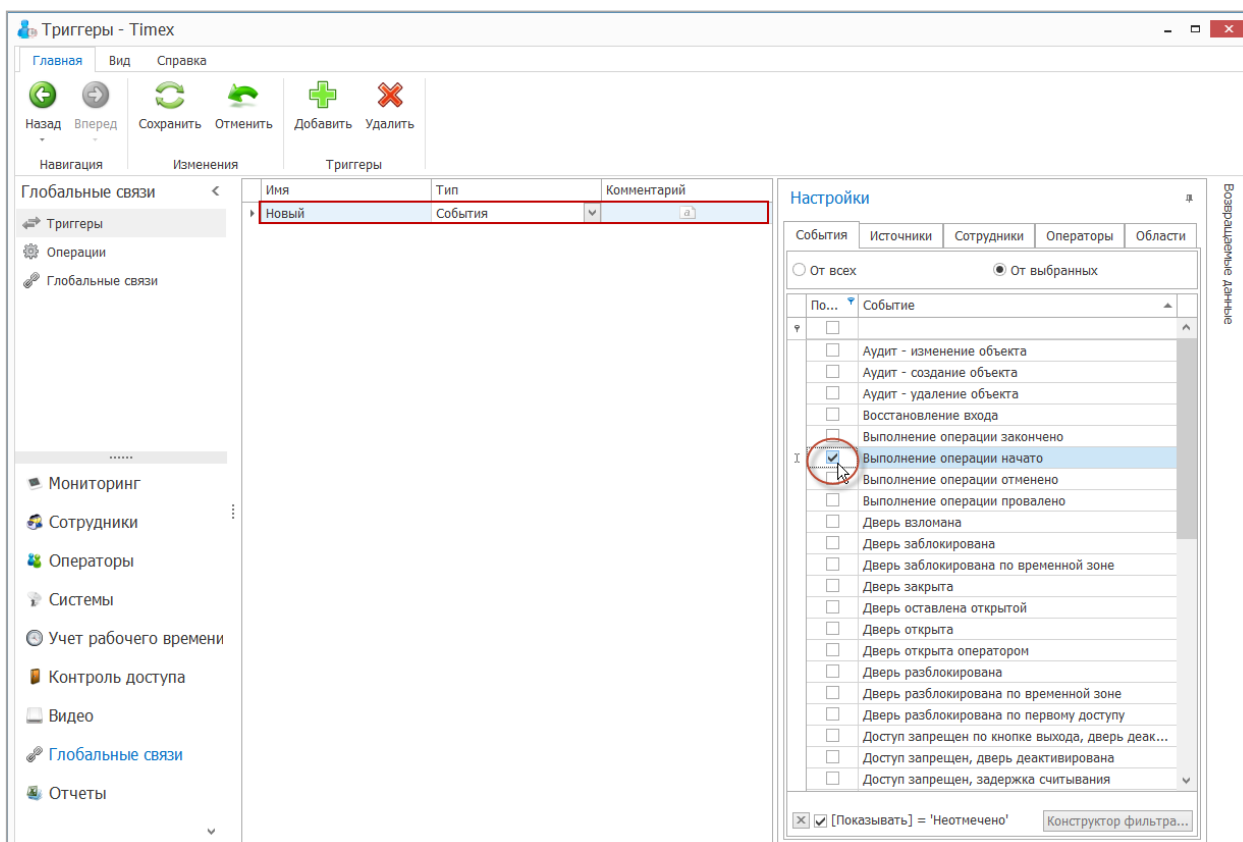 Триггеры - Timex
Главная Вид Справка
Назад Вперед Сохранить Отменить Добавить Удалить
Навигация Изменения Триггеры
Глобальные связи
Триггеры
Операции
Глобальные связи
Мониторинг
Сотрудники
Операторы
Системы
Учет рабочего времени
Контроль доступа
Видео
Глобальные связи
Отчеты
Имя Тип Комментарий
Новый События a
Настройки
События Источники Сотрудники Операторы Области
От всех От выбранных
По... Событие
Аудит - изменение объекта
Аудит - создание объекта
Аудит - удаление объекта
Восстановление входа
Выполнение операции закончено
Выполнение операции начато
Выполнение операции отменено
Выполнение операции провалено
Дверь взломана
Дверь заблокирована
Дверь заблокирована по временной зоне
Дверь закрыта
Дверь оставлена открытой
Дверь открыта
Дверь открыта оператором
Дверь разблокирована
Дверь разблокирована по временной зоне
Дверь разблокирована по первому доступу
Доступ запрещен по кнопке выхода, дверь деак...
Доступ запрещен, дверь деактивирована
Доступ запрещен, задержка считывания
[Показывать] = 'Неотмечено' Конструктор фильтра...
Возвращаемые данные